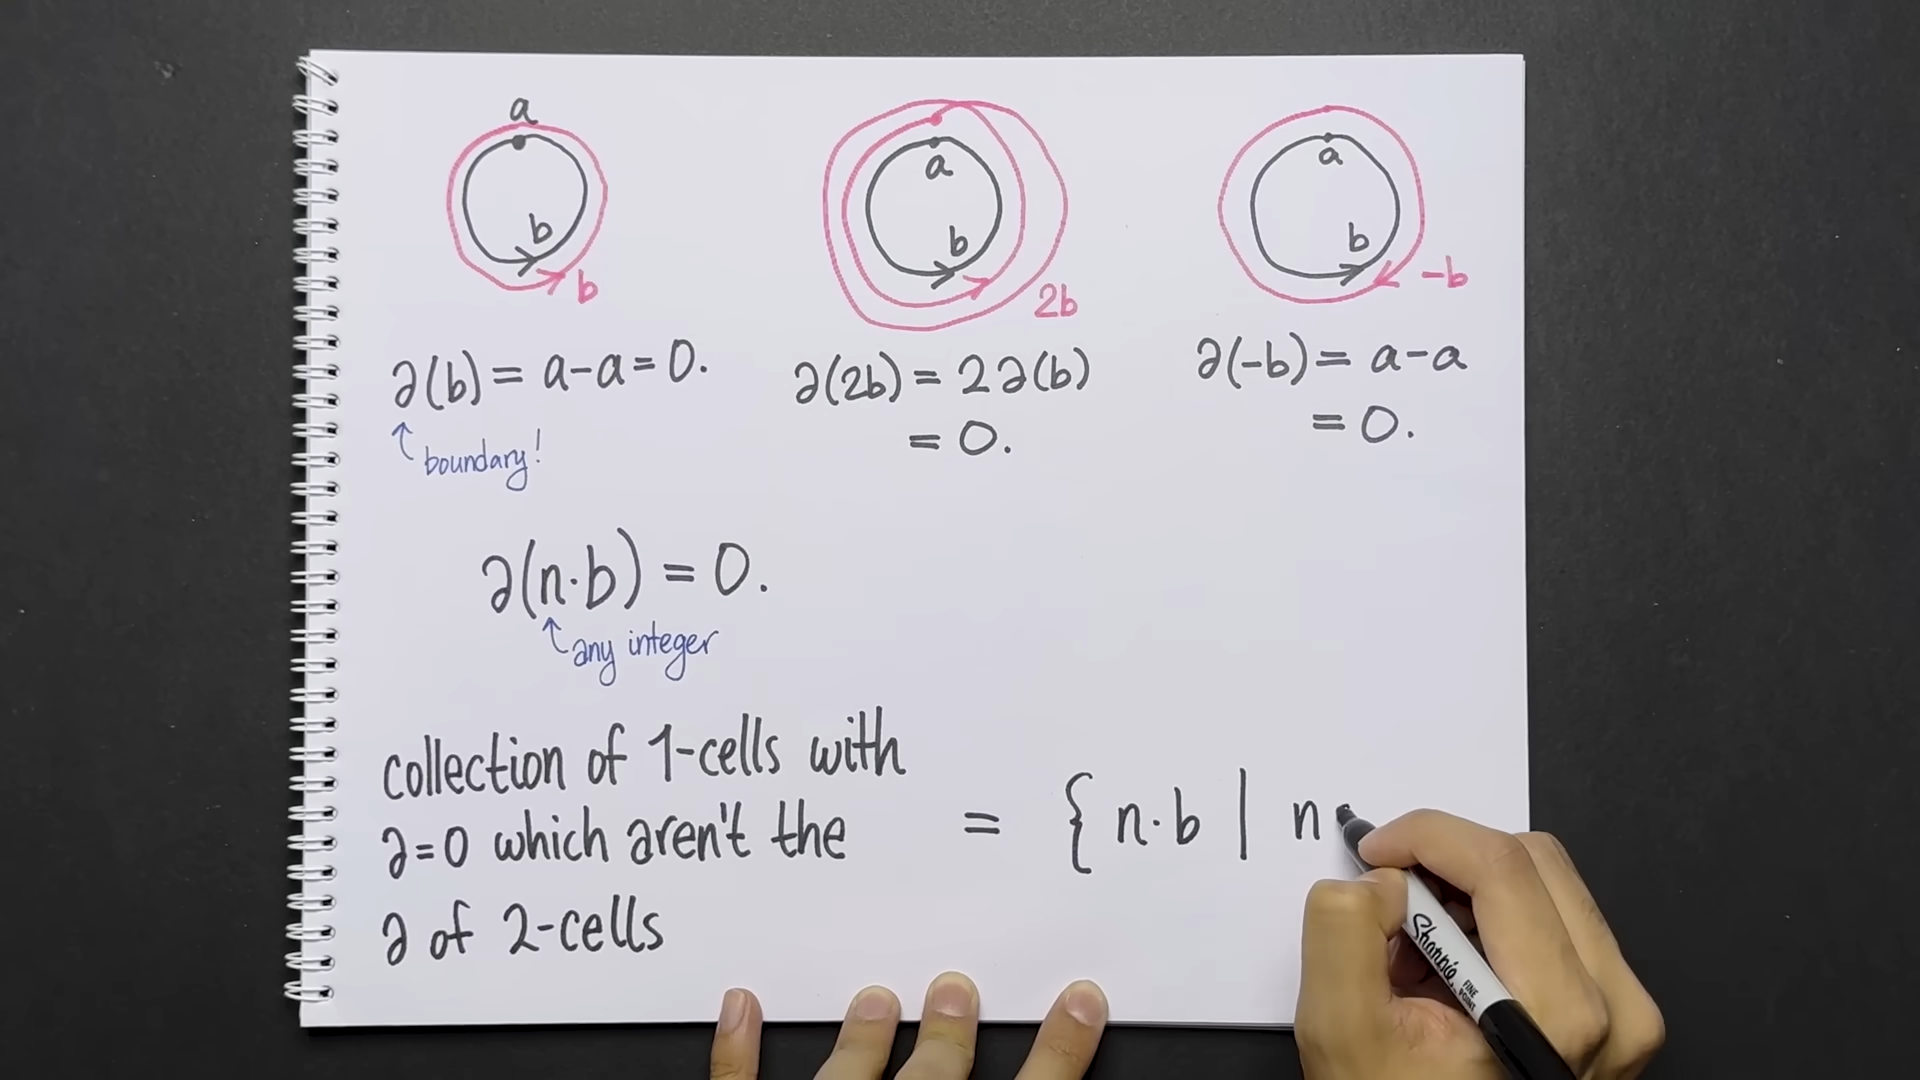 a
b
b
∂(b) = a-a = 0.
boundary!
a
b
2b
∂(2b) = 2∂(b)
= 0.
a
b
-b
∂(-b) = a-a
= 0.
∂(n·b) = 0.
any integer
collection of 1-cells with
∂=0 which aren't the
∂ of 2-cells
= { n·b | n
Sharpie
FINE
POINT